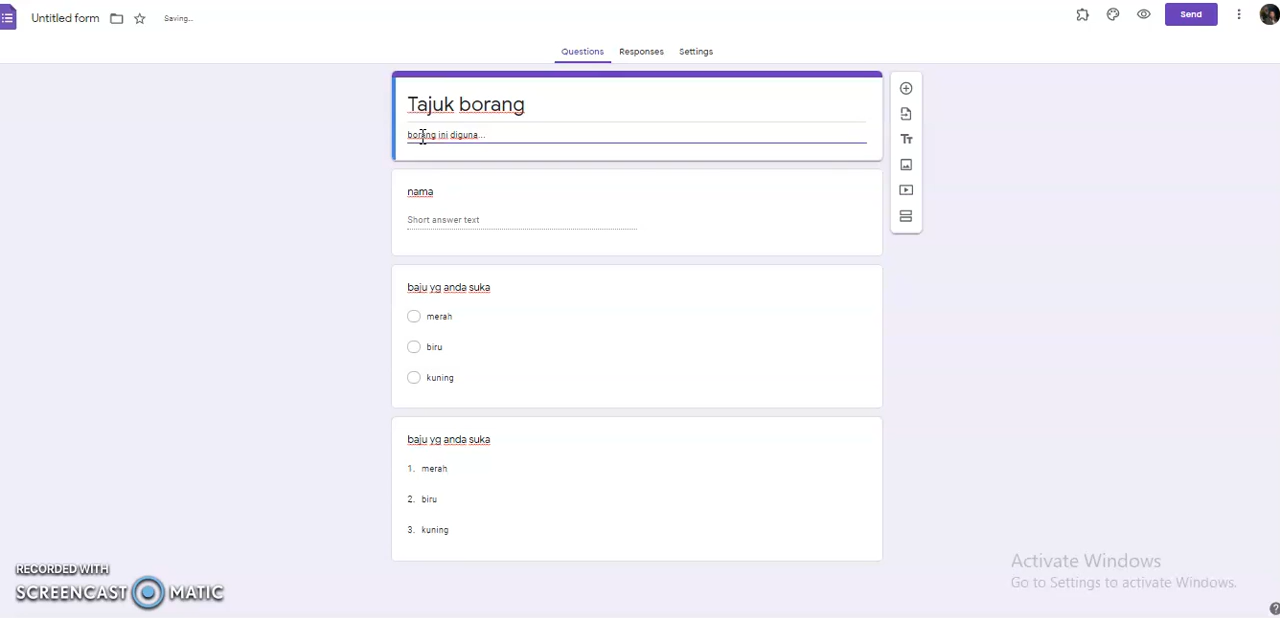 Untitled form
Saving...
Send
Questions Responses Settings
Tajuk borang
borang ini diguna...
nama
Short answer text
baju yg anda suka
merah
biru
kuning
baju yg anda suka
1. merah
2. biru
3. kuning
Activate Windows
Go to Settings to activate Windows.
RECORDED WITH
SCREENCAST MATIC